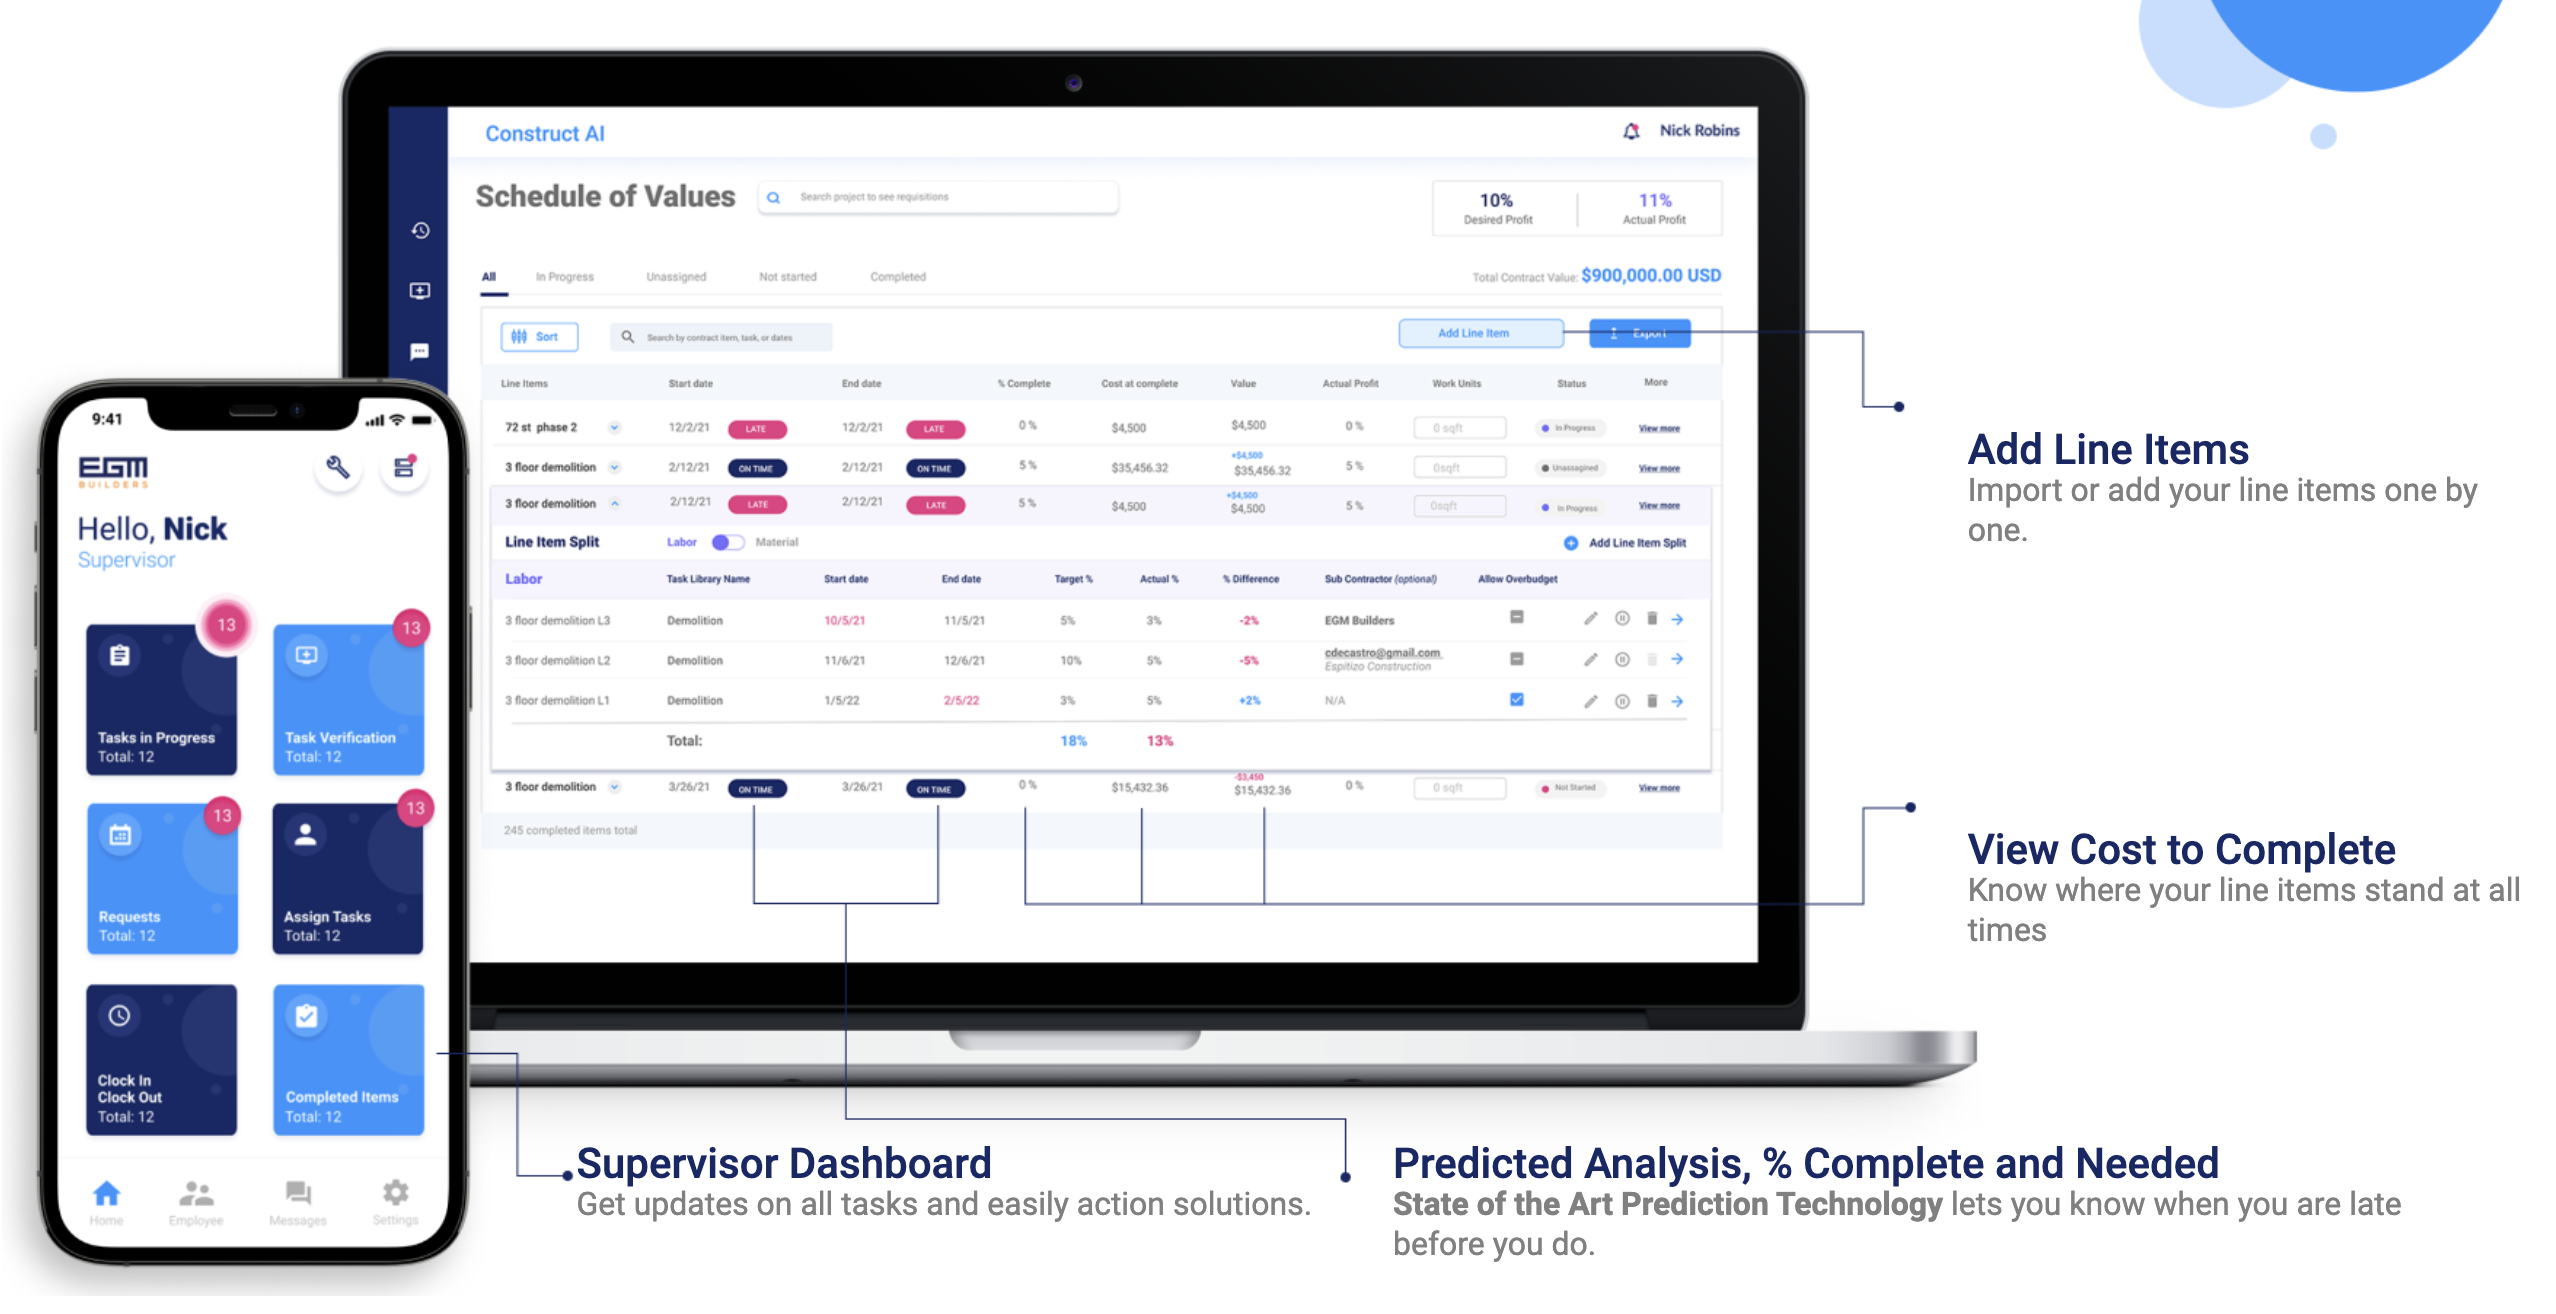 Construct AI
Nick Robins
Schedule of Values
Search project to see requisitions
10%
Desired Profit
11%
Actual Profit
All In Progress Unassigned Not started Completed
Total Contract Value: $900,000.00 USD
Sort
Search by contract item, task, or dates
Add Line Item
Export
Line Items Start date End date % Complete Cost at complete Value Actual Profit Work Units Status More
72 st phase 2 12/2/21 LATE 12/2/21 LATE 0 % $4,500 $4,500 0 % 0 sqft In Progress View more
+$4,500
3 floor demolition 2/12/21 ON TIME 2/12/21 ON TIME 5 % $35,456.32 $35,456.32 5 % 0sqft Unassagined View more
+$4,500
3 floor demolition 2/12/21 LATE 2/12/21 LATE 5 % $4,500 $4,500 5 % 0sqft In Progress View more
Line Item Split Labor Material Add Line Item Split
Labor Task Library Name Start date End date Target % Actual % % Difference Sub Contractor (optional) Allow Overbudget
3 floor demolition L3 Demolition 10/5/21 11/5/21 5% 3% -2% EGM Builders
3 floor demolition L2 Demolition 11/6/21 12/6/21 10% 5% -5% cdecastro@gmail.com
Espitizo Construction
3 floor demolition L1 Demolition 1/5/22 2/5/22 3% 5% +2% N/A
Total: 18% 13%
-$3,450
3 floor demolition 3/26/21 ON TIME 3/26/21 ON TIME 0 % $15,432.36 $15,432.36 0 % 0 sqft Not Started View more
245 completed items total
9:41
EGM
BUILDERS
Hello, Nick
Supervisor
13
Tasks in Progress
Total: 12
13
Task Verification
Total: 12
13
Requests
Total: 12
13
Assign Tasks
Total: 12
Clock In
Clock Out
Total: 12
Completed Items
Total: 12
Home Employee Messages Settings
Add Line Items
Import or add your line items one by
one.
View Cost to Complete
Know where your line items stand at all
times
Supervisor Dashboard
Get updates on all tasks and easily action solutions.
Predicted Analysis, % Complete and Needed
State of the Art Prediction Technology lets you know when you are late
before you do.